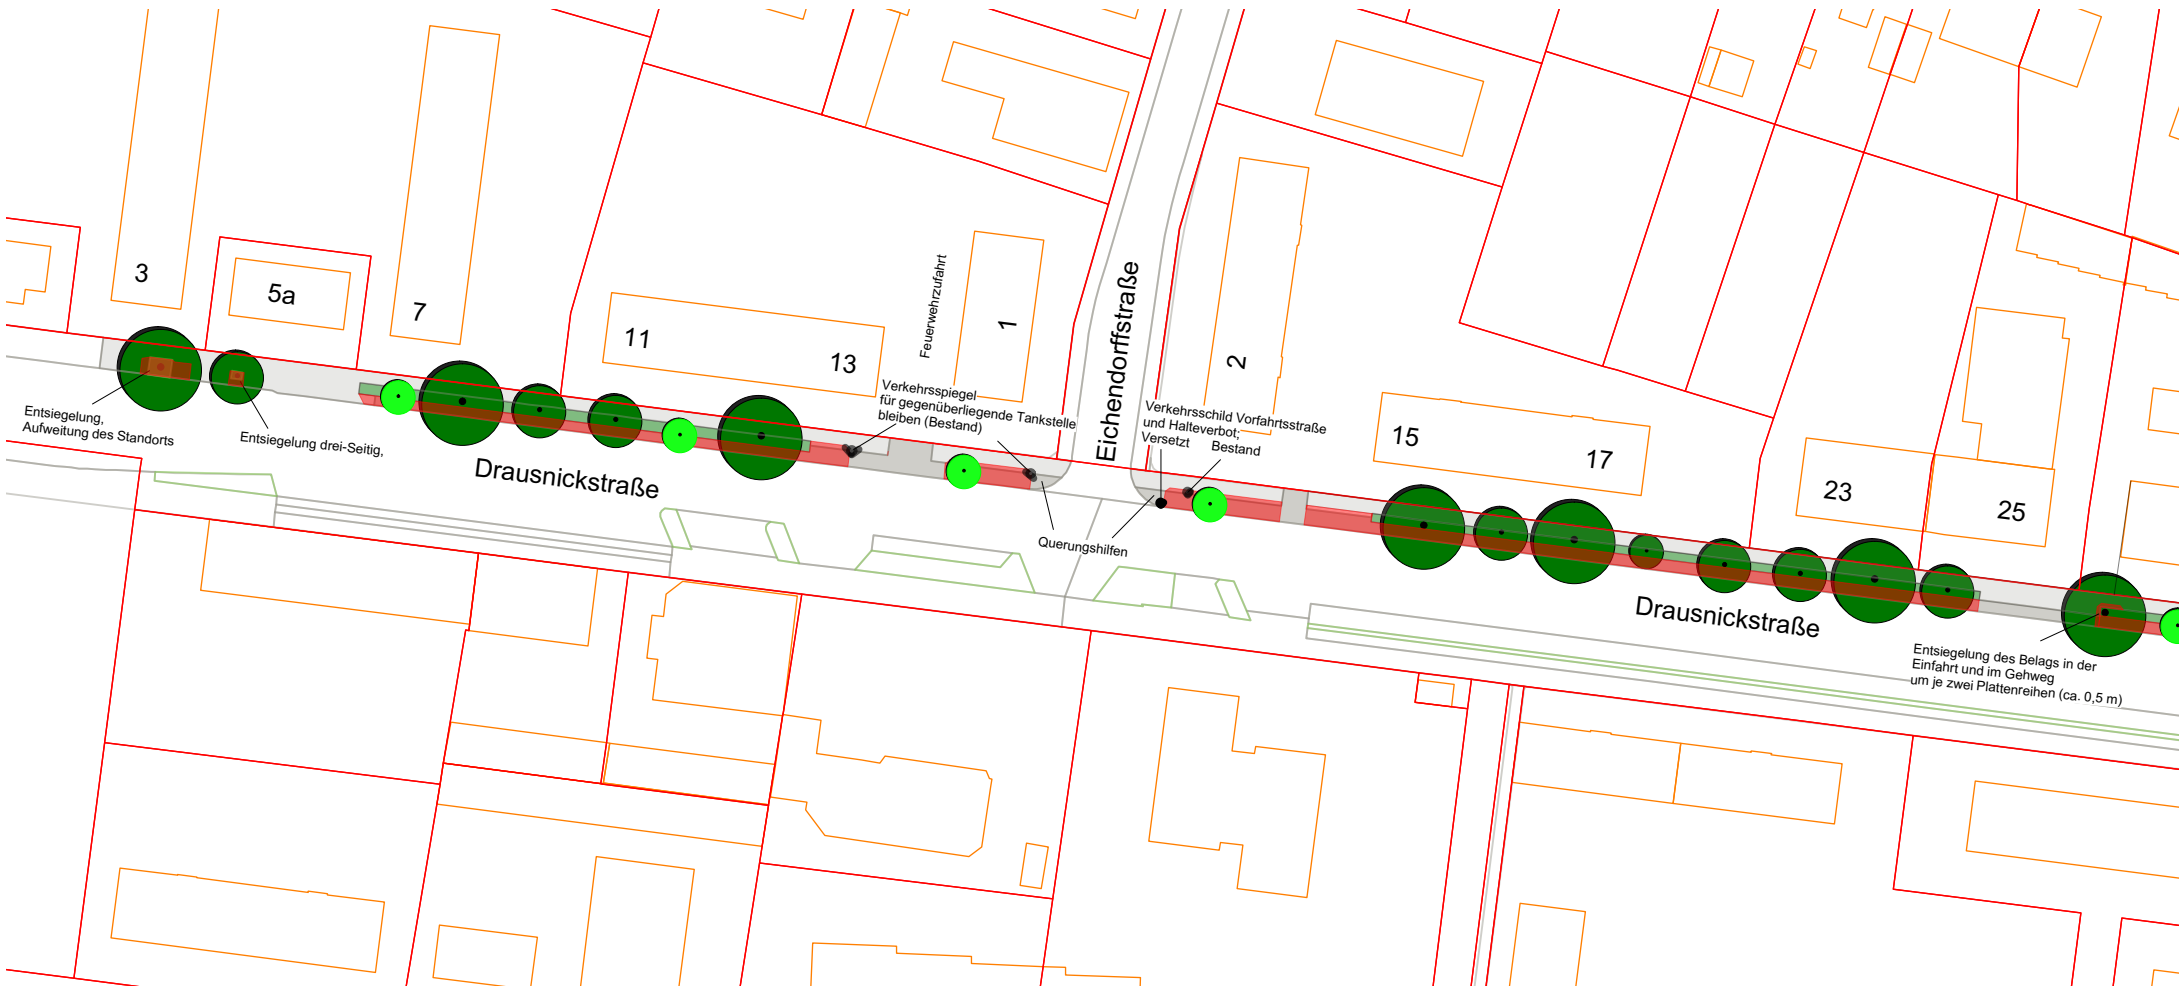 3
5a
7
11
13
Feuerwehrzufahrt
1
Eichendorffstraße
2
Verkehrsspiegel
für gegenüberliegende Tankstelle
bleiben (Bestand)
Verkehrsschild Vorfahrtsstraße
und Halteverbot;
Versetzt Bestand
15
17
23
25
Entsiegelung,
Aufweitung des Standorts
Entsiegelung drei-Seitig,
Drausnickstraße
Querungshilfen
Drausnickstraße
Entsiegelung des Belags in der
Einfahrt und im Gehweg
um je zwei Plattenreihen (ca. 0,5 m)